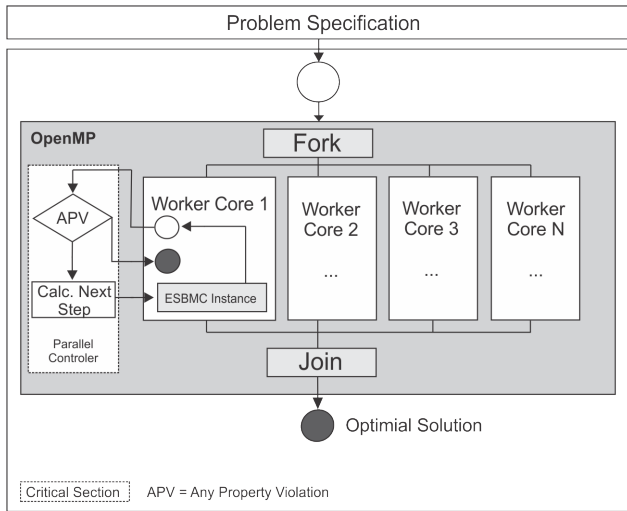 Problem Specification
OpenMP
Fork
APV
Calc. Next
Step
Parallel
Controler
Worker Core 1
ESBMC Instance
Worker
Core 2
...
Worker
Core 3
...
Worker
Core N
...
Join
Optimial Solution
Critical Section
APV = Any Property Violation